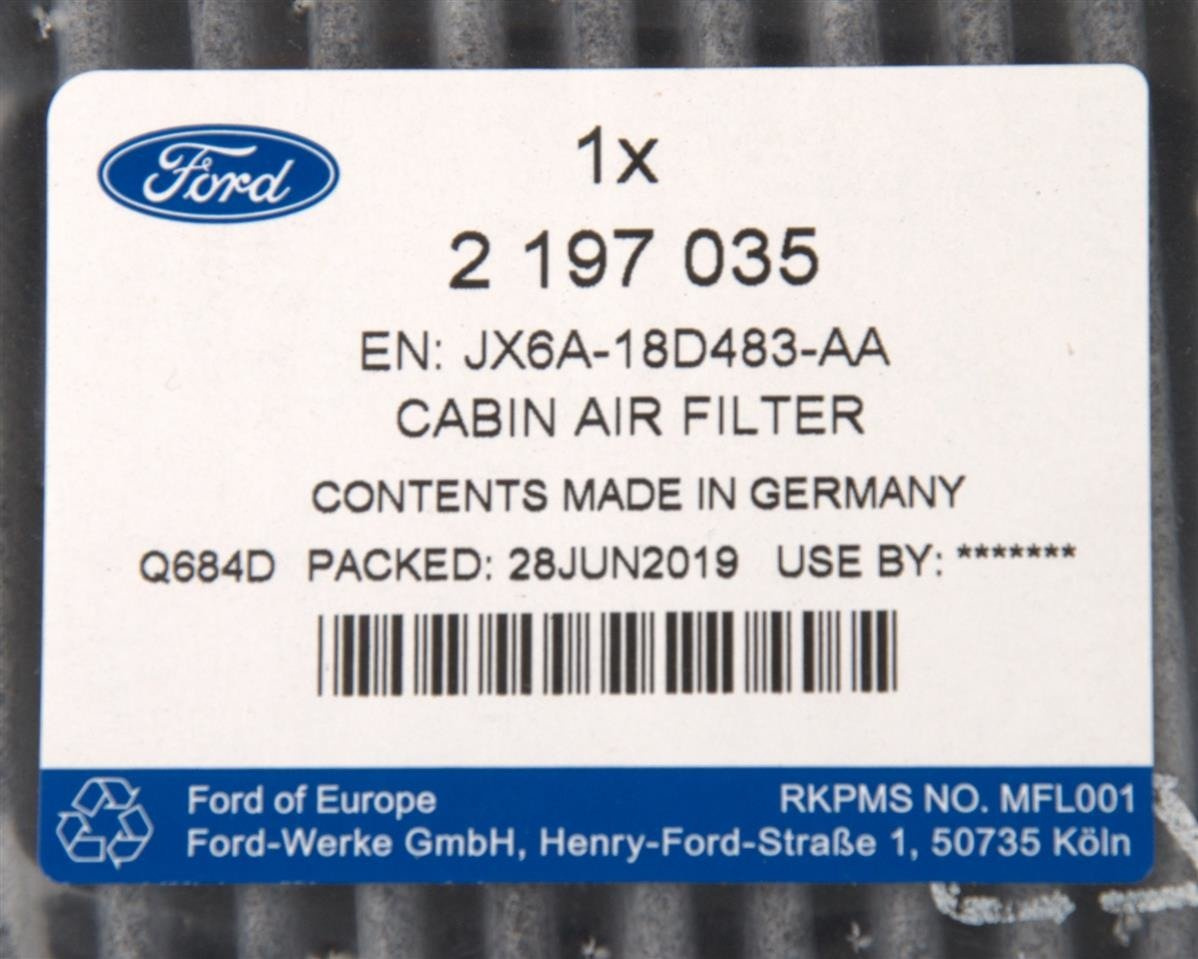 Ford
1x
2 197 035
EN: JX6A-18D483-AA
CABIN AIR FILTER
CONTENTS MADE IN GERMANY
Q684D PACKED: 28JUN2019 USE BY: *******
Ford of Europe RKPMS NO. MFL001
Ford-Werke GmbH, Henry-Ford-Straße 1, 50735 Köln